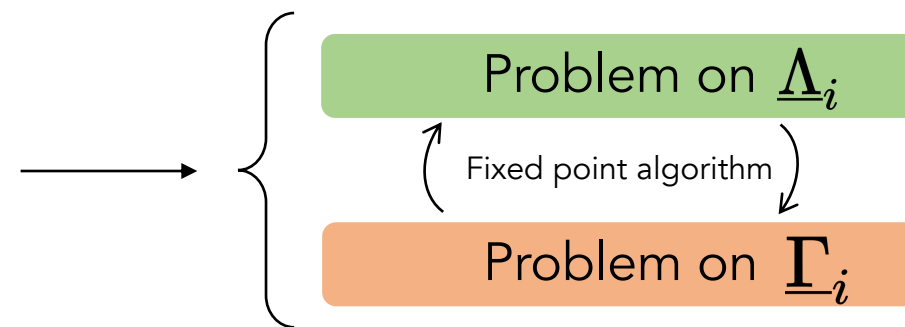 Problem on Λ_i
Fixed point algorithm
Problem on Γ_i